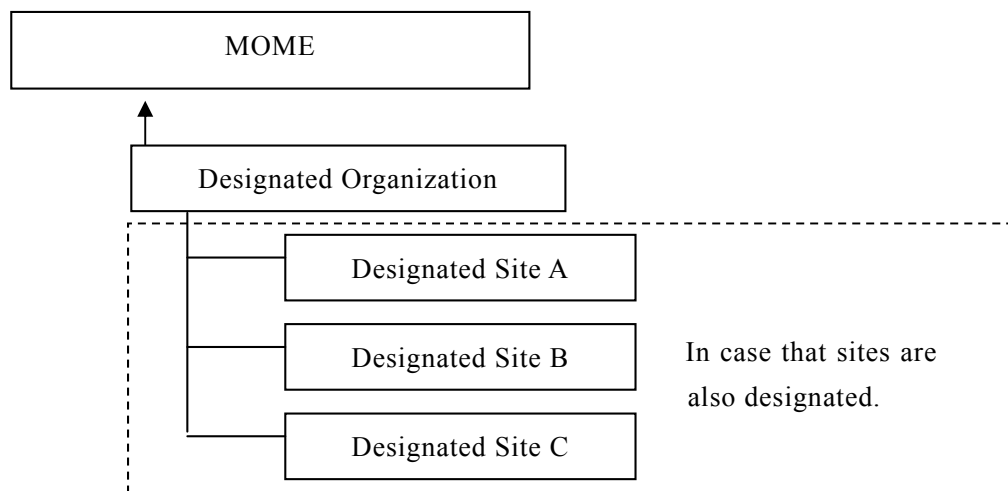 MOME
Designated Organization
Designated Site A
Designated Site B
Designated Site C
In case that sites are
also designated.